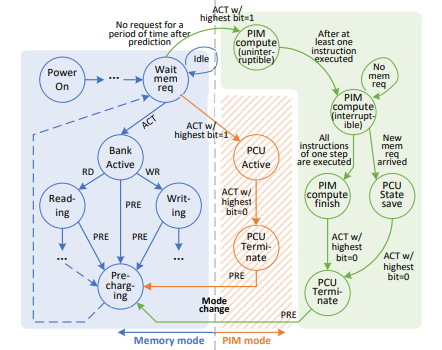 No request for a
period of time after
prediction
ACT w/
highest bit=1
PIM
compute
(uninter-
ruptible)
After at
least one
instruction
executed
No
mem
req
Power
On
...
Wait
mem
req
Idle
PIM
compute
(interrupt-
ible)
ACT
ACT w/
highest bit=1
All
instructions
of one step
are executed
New
mem req
arrived
Bank
Active
PCU
Active
RD
WR
ACT w/
highest
bit=0
PIM
compute
finish
PCU
State
save
Read-
ing
Writ-
ing
PRE
PRE
PRE
ACT w/
highest
bit=0
ACT w/
highest
bit=0
...
...
PCU
Termi-
nate
Pre-
charg-
ing
PRE
PCU
Termi-
nate
Mode
change
PRE
Memory mode
PIM mode